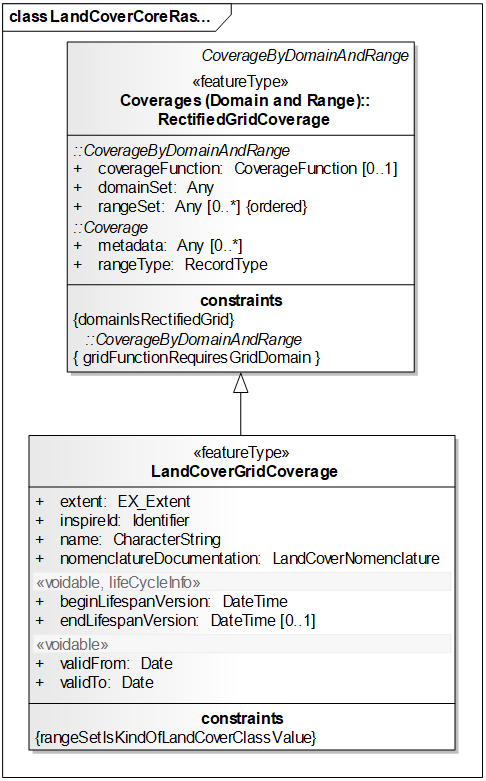 class LandCoverCoreRas...
CoverageByDomainAndRange
«featureType»
Coverages (Domain and Range)::
RectifiedGridCoverage
::CoverageByDomainAndRange
+ coverageFunction: CoverageFunction [0..1]
+ domainSet: Any
+ rangeSet: Any [0..*] {ordered}
::Coverage
+ metadata: Any [0..*]
+ rangeType: RecordType
constraints
{domainIsRectifiedGrid}
::CoverageByDomainAndRange
{ gridFunctionRequiresGridDomain }
«featureType»
LandCoverGridCoverage
+ extent: EX_Extent
+ inspireId: Identifier
+ name: CharacterString
+ nomenclatureDocumentation: LandCoverNomenclature
«voidable, lifeCycleInfo»
+ beginLifespanVersion: DateTime
+ endLifespanVersion: DateTime [0..1]
«voidable»
+ validFrom: Date
+ validTo: Date
constraints
{rangeSetIsKindOfLandCoverClassValue}